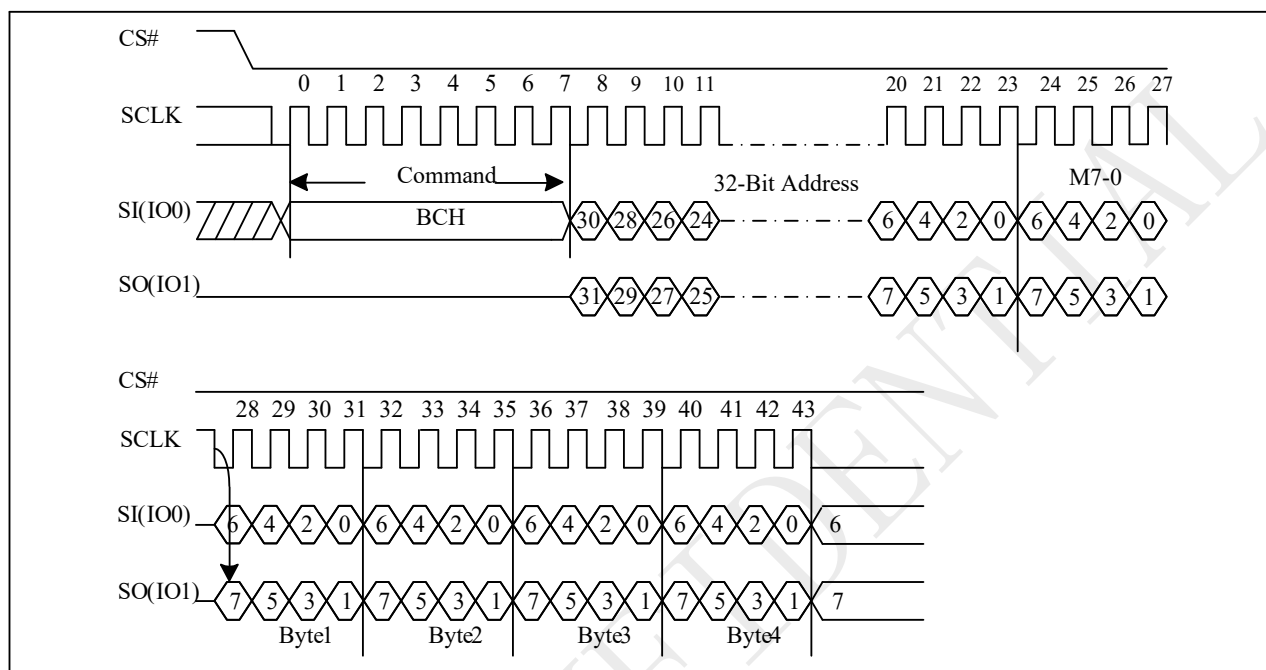 CS#
0 1 2 3 4 5 6 7 8 9 10 11 20 21 22 23 24 25 26 27
SCLK
Command 32-Bit Address M7-0
SI(IO0) BCH 30 28 26 24 6 4 2 0 6 4 2 0
SO(IO1) 31 29 27 25 7 5 3 1 7 5 3 1
CS#
28 29 30 31 32 33 34 35 36 37 38 39 40 41 42 43
SCLK
SI(IO0) 6 4 2 0 6 4 2 0 6 4 2 0 6 4 2 0 6
SO(IO1) 7 5 3 1 7 5 3 1 7 5 3 1 7 5 3 1 7
Byte1 Byte2 Byte3 Byte4
FIDENTIAL